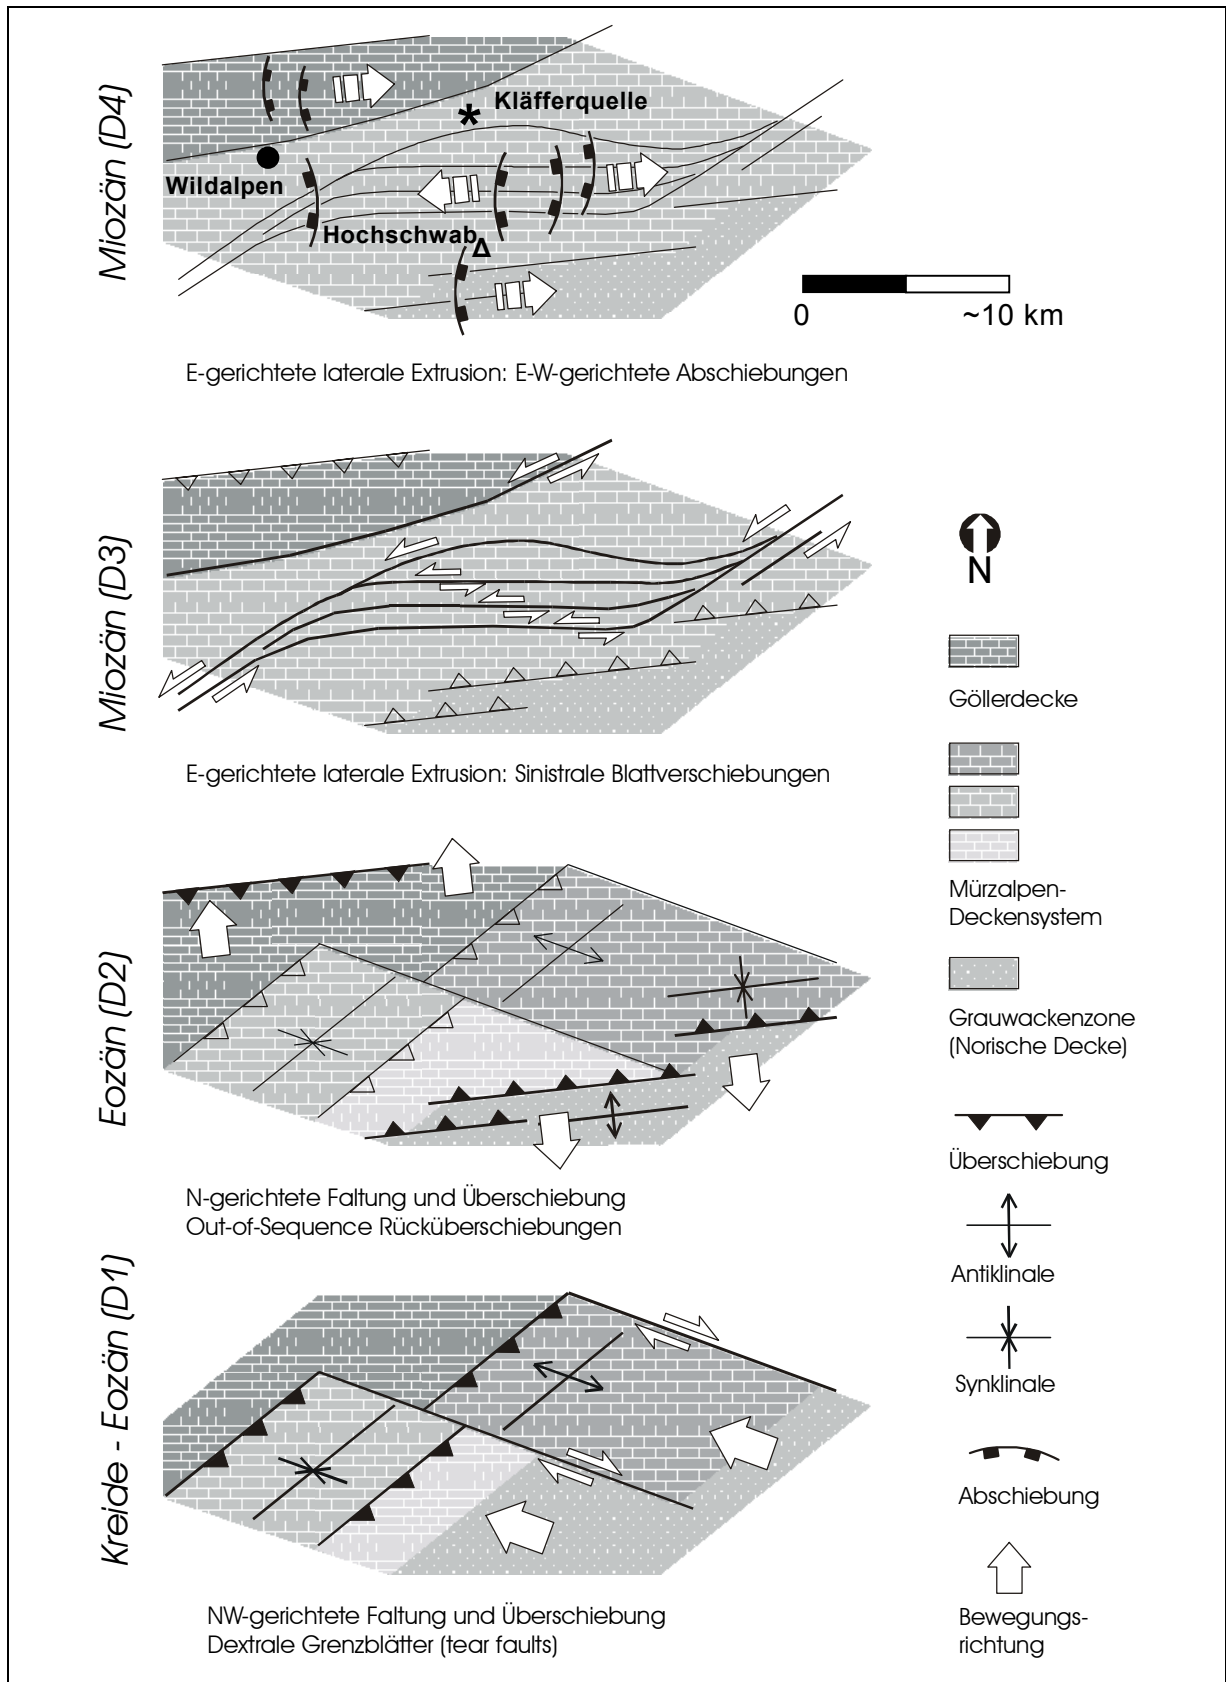 Miozän (D4)
Kläfferquelle
Wildalpen
Hochschwab
0
~10 km
E-gerichtete laterale Extrusion: E-W-gerichtete Abschiebungen
Miozän (D3)
E-gerichtete laterale Extrusion: Sinistrale Blattverschiebungen
Eozän (D2)
N-gerichtete Faltung und Überschiebung
Out-of-Sequence Rücküberschiebungen
Kreide - Eozän (D1)
NW-gerichtete Faltung und Überschiebung
Dextrale Grenzblätter (tear faults)
N
Göllerdecke
Mürzalpen-
Deckensystem
Grauwackenzone
(Norische Decke)
Überschiebung
Antiklinale
Synklinale
Abschiebung
Bewegungs-
richtung